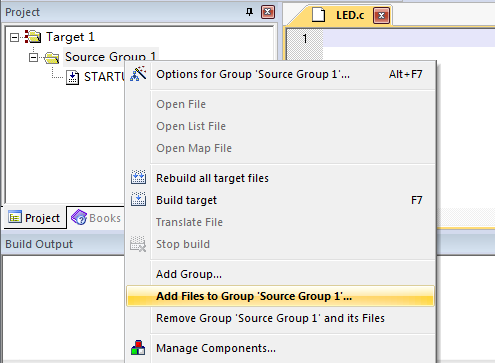 Project
LED.c
Target 1
1
Source Group 1
STARTU
Options for Group 'Source Group 1'... Alt+F7
Open File
Open List File
Open Map File
Rebuild all target files
Build target F7
Translate File
Stop build
Project
Books
Build Output
Add Group...
Add Files to Group 'Source Group 1'...
Remove Group 'Source Group 1' and its Files
Manage Components...